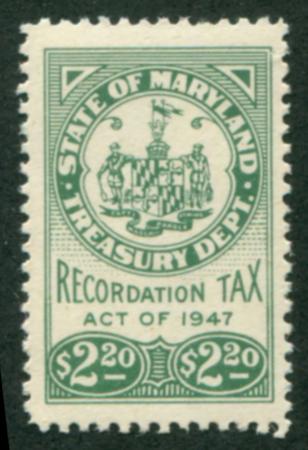 STATE OF MARYLAND
TREASURY DEPT.
RECORDATION TAX
ACT OF 1947
$2.20 $2.20